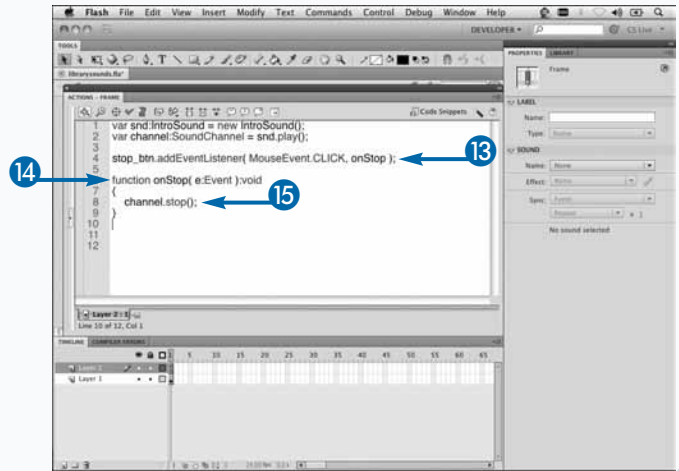 Flash File Edit View Insert Modify Text Commands Control Debug Window Help
DEVELOPER CS Live
TOOLS
librarysounds.fla*
PROPERTIES LIBRARY
Frame
ACTIONS – FRAME
Code Snippets
LABEL
Name:
Type: Name
SOUND
Name: None
Effect: None
Sync: Event
Repeat x 1
No sound selected
1 var snd:IntroSound = new IntroSound();
2 var channel:SoundChannel = snd.play();
3
4 stop_btn.addEventListener( MouseEvent.CLICK, onStop ); 13
5
14 function onStop( e:Event ):void
7 {
8 channel.stop(); 15
9 }
10
11
12
Layer 2 : 1
Line 10 of 12, Col 1
TIMELINE COMPILER ERRORS
5 10 15 20 25 30 35 40 45 50 55 60 65
Layer 2
Layer 1